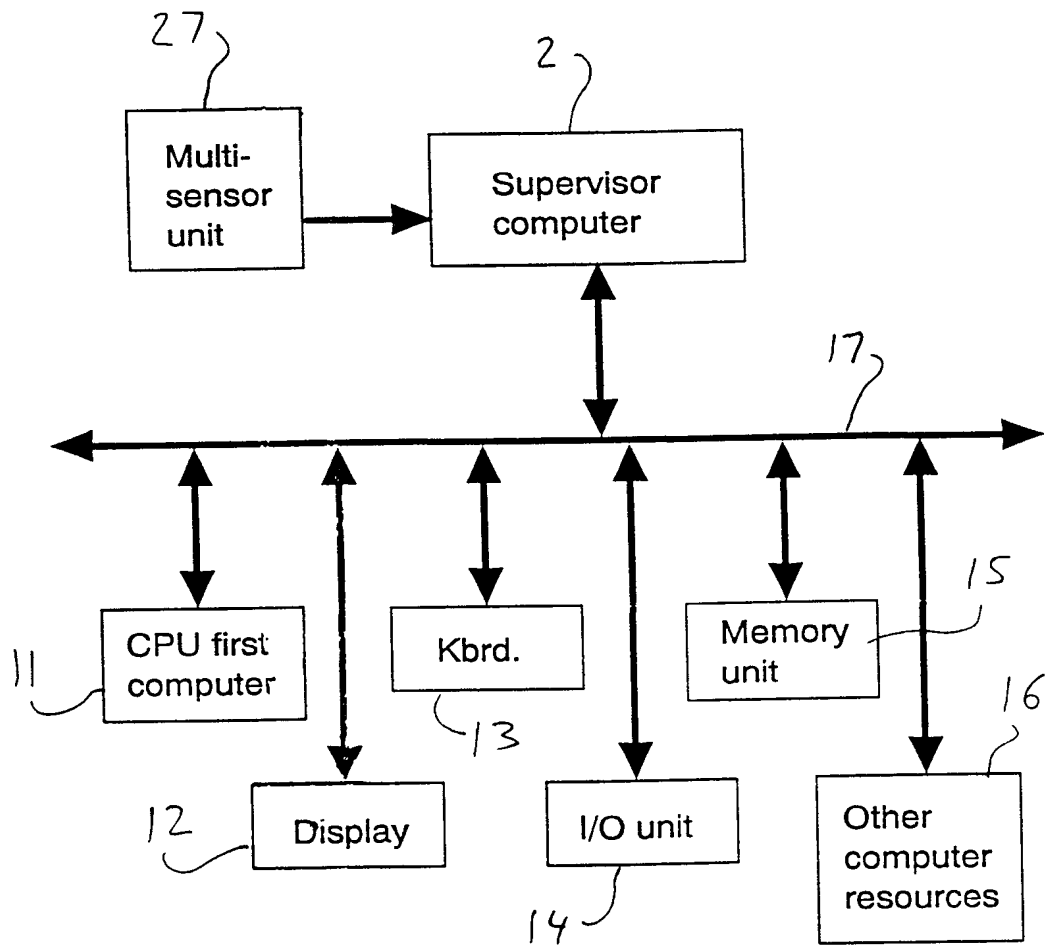 27
2
Multi-
sensor
unit
Supervisor
computer
17
CPU first
computer
11
Kbrd.
13
Memory
unit
15
16
12
Display
I/O unit
14
Other
computer
resources